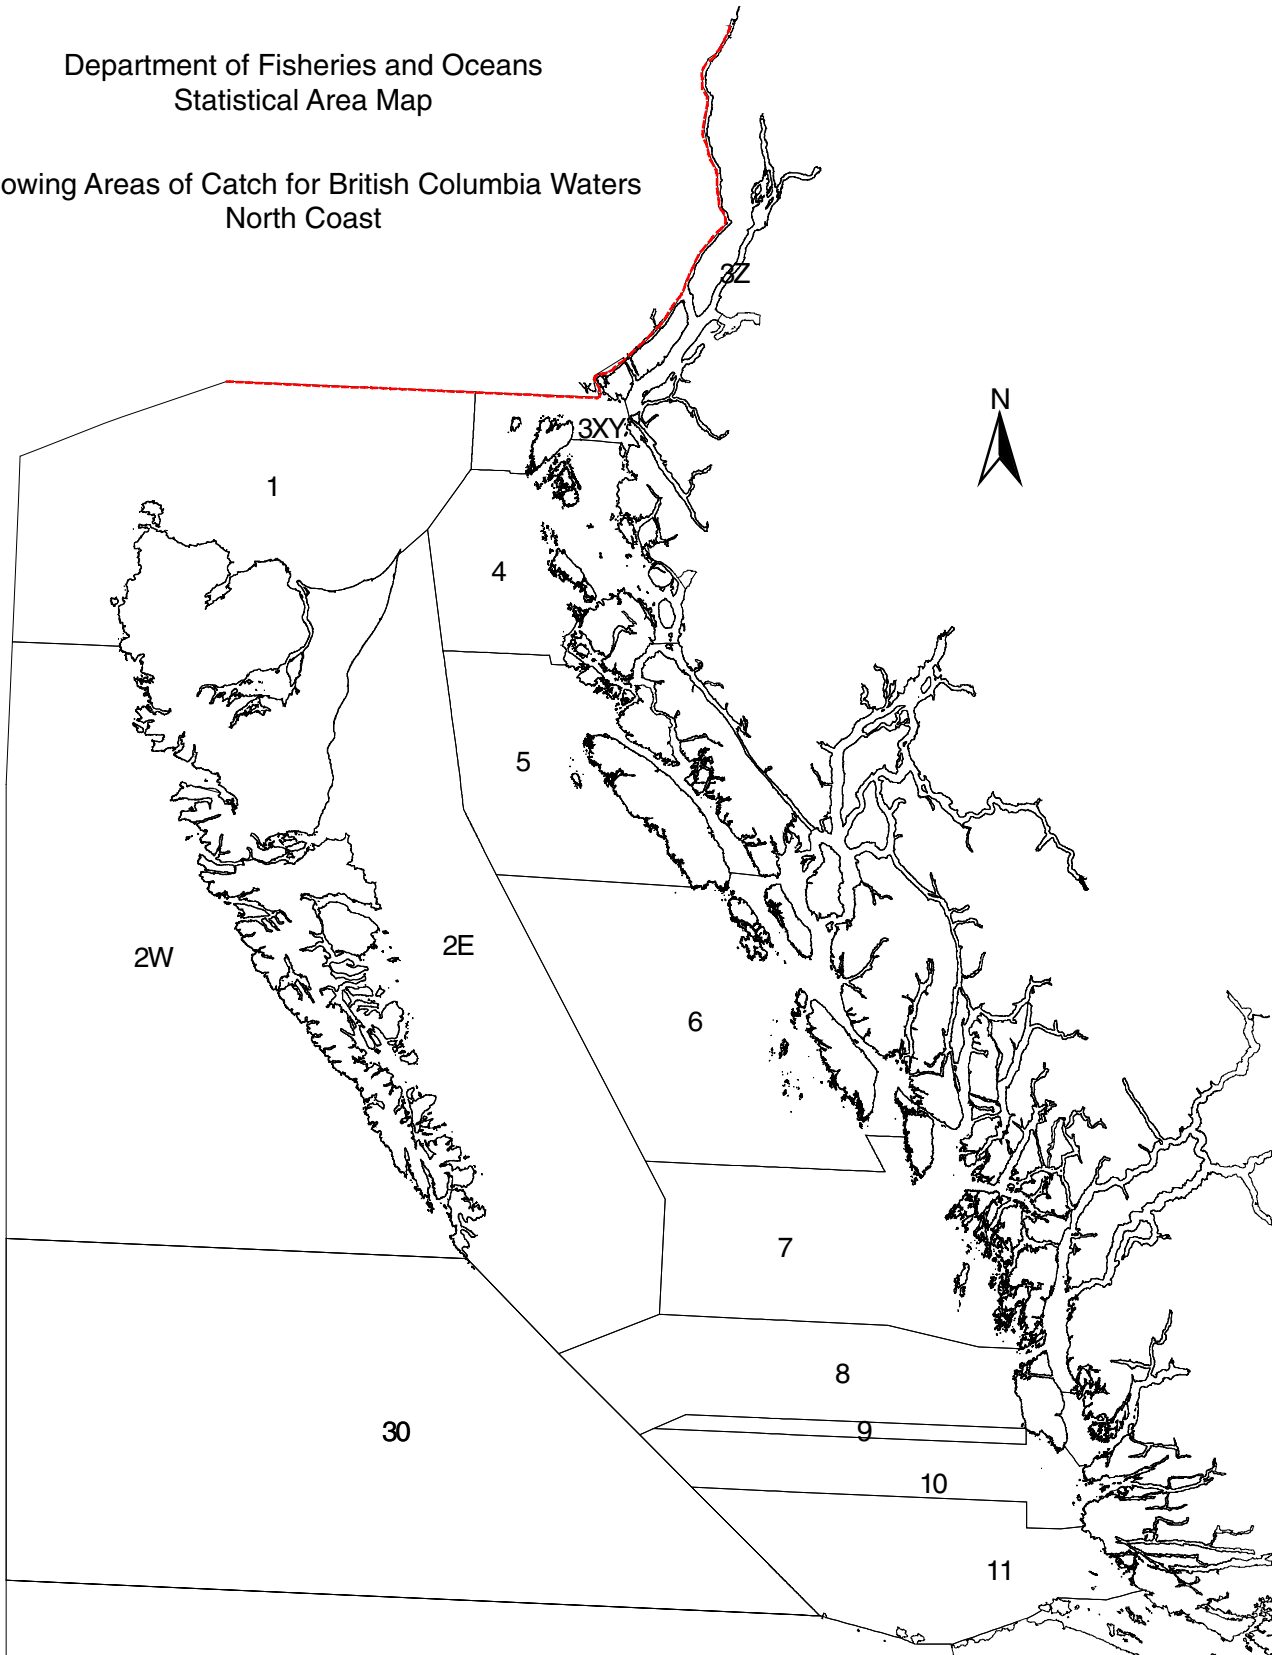 Department of Fisheries and Oceans
Statistical Area Map
owing Areas of Catch for British Columbia Waters
North Coast
3Z
N
3XY
1
4
5
2E
2W
6
7
8
30
9
10
11